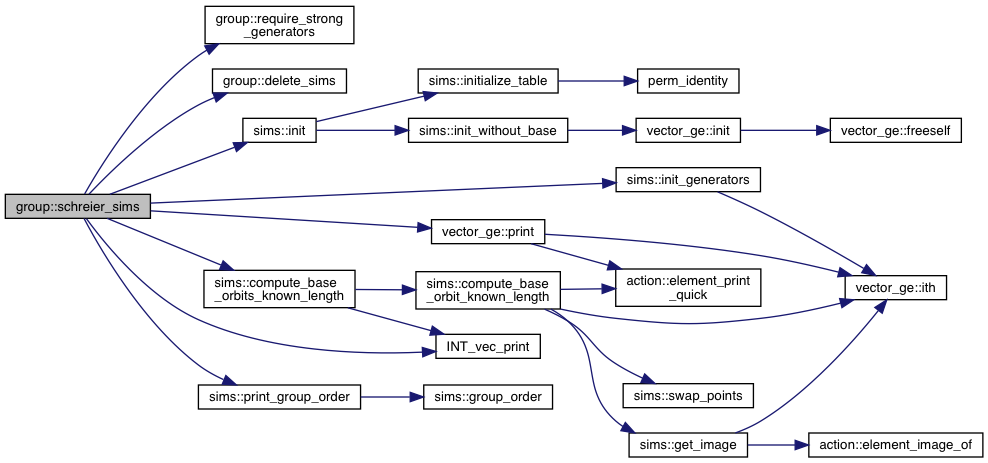 group::require_strong
_generators
group::delete_sims
sims::initialize_table
perm_identity
sims::init
sims::init_without_base
vector_ge::init
vector_ge::freeself
group::schreier_sims
sims::init_generators
vector_ge::print
sims::compute_base
_orbits_known_length
sims::compute_base
_orbit_known_length
action::element_print
_quick
vector_ge::ith
INT_vec_print
sims::print_group_order
sims::group_order
sims::swap_points
sims::get_image
action::element_image_of